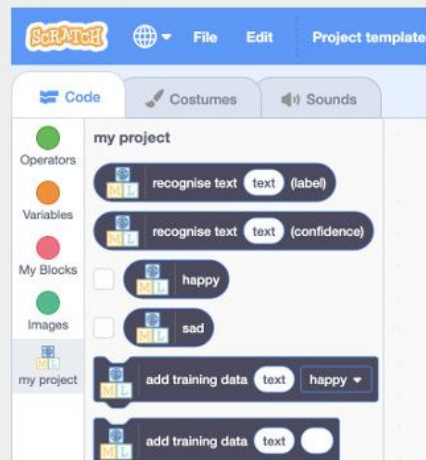 SCRATCH File Edit Project template
Code Costumes Sounds
my project
Operators
recognise text text (label)
Variables
recognise text text (confidence)
My Blocks
ML happy
Images
ML sad
my project
ML add training data text happy
ML add training data text